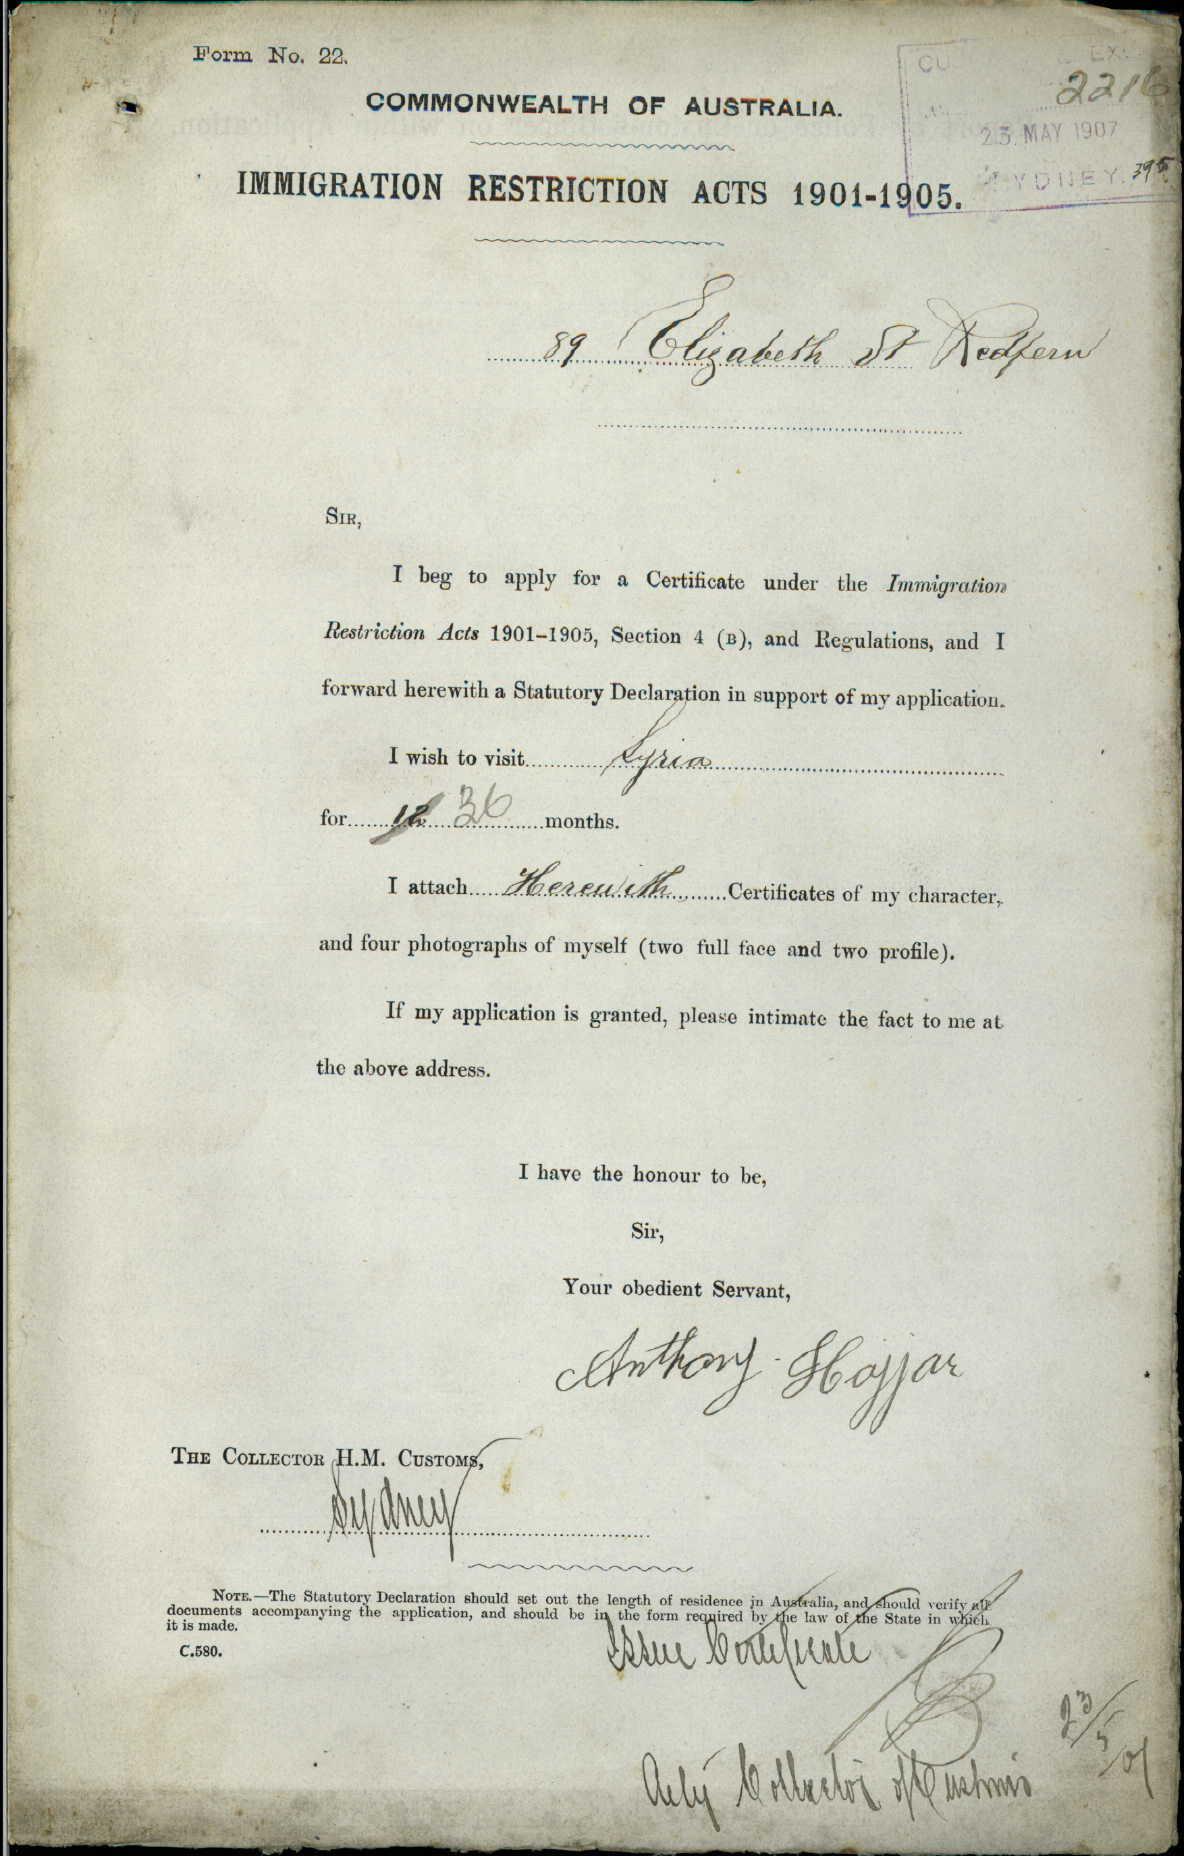 Form No. 22.
2216
COMMONWEALTH OF AUSTRALIA.
23 MAY 1907
SYDNEY. 395
IMMIGRATION RESTRICTION ACTS 1901-1905.
89 Elizabeth St Redfern
SIR,
I beg to apply for a Certificate under the Immigration
Restriction Acts 1901-1905, Section 4 (B), and Regulations, and I
forward herewith a Statutory Declaration in support of my application.
I wish to visit Syria
for 12 36 months.
I attach Herewith Certificates of my character,
and four photographs of myself (two full face and two profile).
If my application is granted, please intimate the fact to me at
the above address.
I have the honour to be,
Sir,
Your obedient Servant,
Anthony Hajjar
THE COLLECTOR H.M. CUSTOMS,
Sydney
NOTE.—The Statutory Declaration should set out the length of residence in Australia, and should verify all
documents accompanying the application, and should be in the form required by the law of the State in which
it is made.
C.580.
Issue Certificate
23/5/07
Actg Collector of Customs